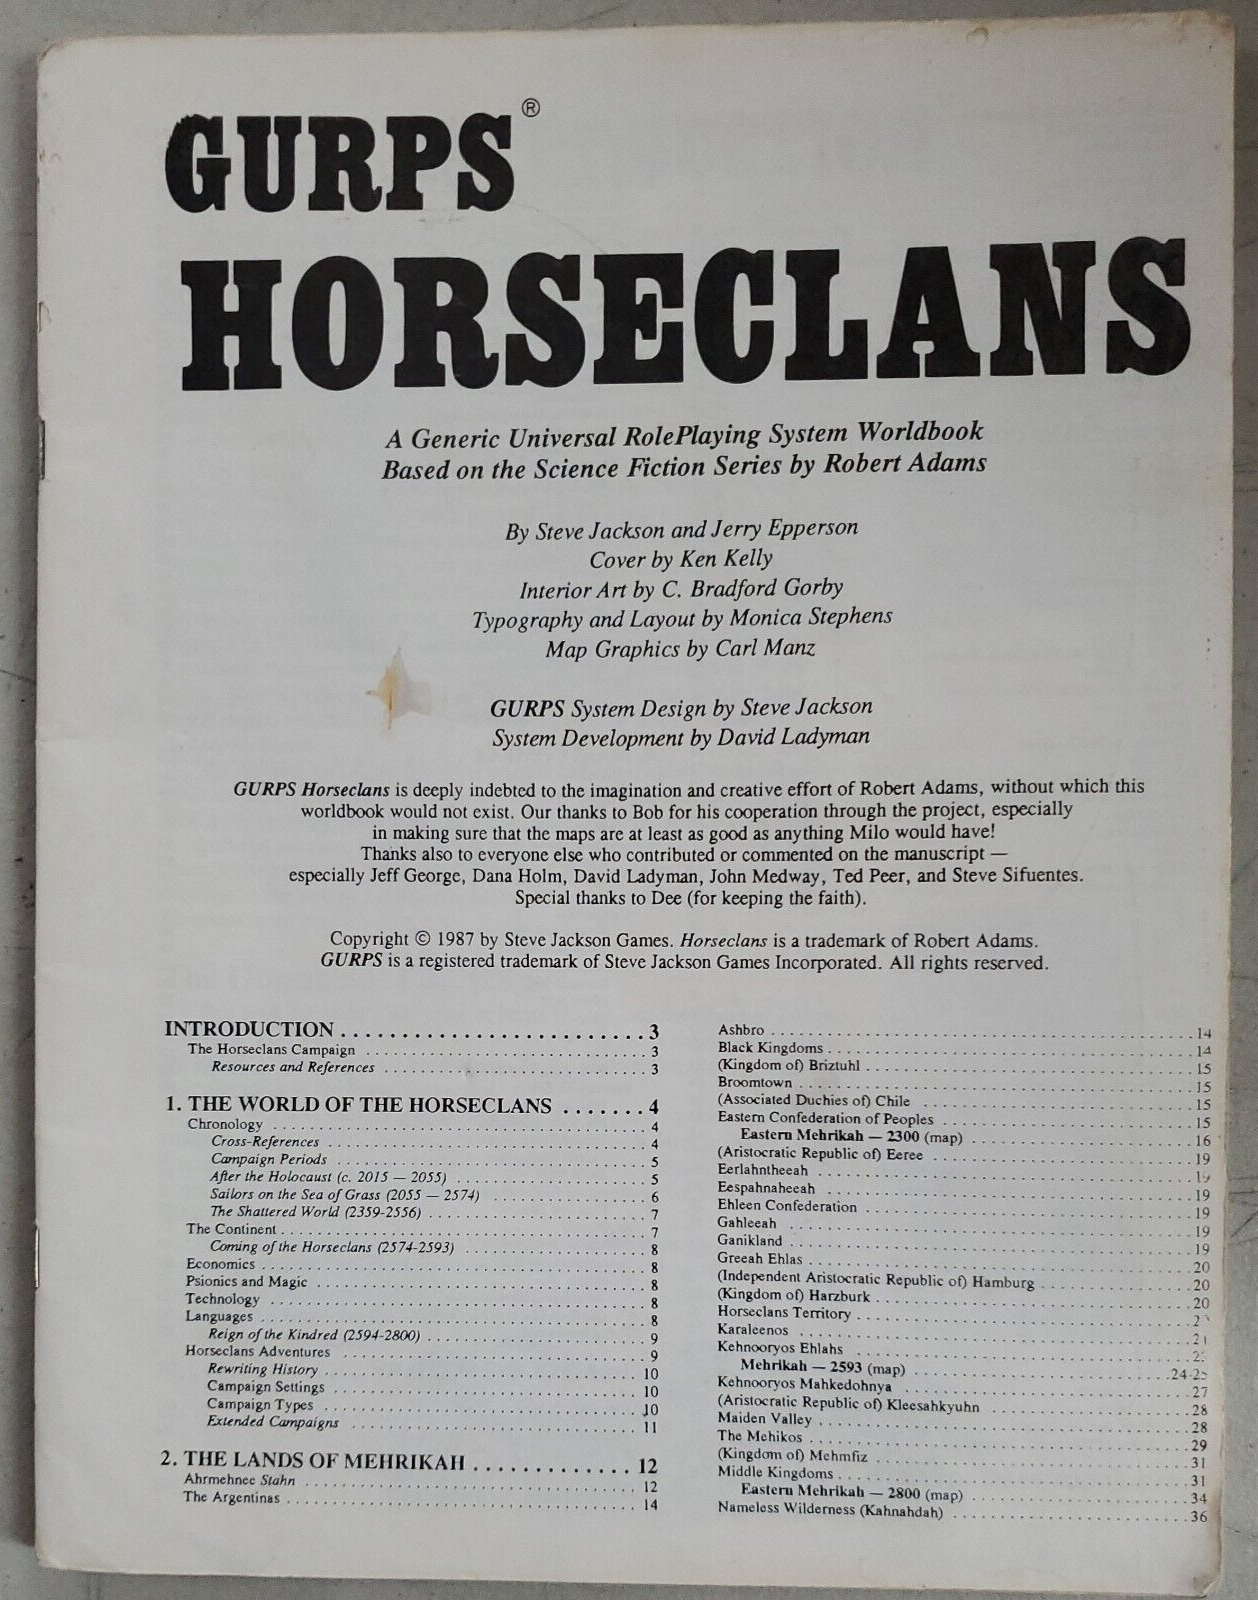 GURPS®
HORSECLANS
A Generic Universal RolePlaying System Worldbook
Based on the Science Fiction Series by Robert Adams
By Steve Jackson and Jerry Epperson
Cover by Ken Kelly
Interior Art by C. Bradford Gorby
Typography and Layout by Monica Stephens
Map Graphics by Carl Manz
GURPS System Design by Steve Jackson
System Development by David Ladyman
GURPS Horseclans is deeply indebted to the imagination and creative effort of Robert Adams, without which this
worldbook would not exist. Our thanks to Bob for his cooperation through the project, especially
in making sure that the maps are at least as good as anything Milo would have!
Thanks also to everyone else who contributed or commented on the manuscript —
especially Jeff George, Dana Holm, David Ladyman, John Medway, Ted Peer, and Steve Sifuentes.
Special thanks to Dee (for keeping the faith).
Copyright © 1987 by Steve Jackson Games. Horseclans is a trademark of Robert Adams.
GURPS is a registered trademark of Steve Jackson Games Incorporated. All rights reserved.
INTRODUCTION . . . . . . . . . . . . . . . . . . . . . . . . . . 3
The Horseclans Campaign . . . . . . . . . . . . . . . . . . . . 3
Resources and References . . . . . . . . . . . . . . . . . . . . 3
1. THE WORLD OF THE HORSECLANS . . . . . . . 4
Chronology . . . . . . . . . . . . . . . . . . . . 4
Cross-References . . . . . . . . . . . . . . . . . . . . 4
Campaign Periods . . . . . . . . . . . . . . . . . . . . 5
After the Holocaust (c. 2015 — 2055) . . . . . . . . . . . . . . . . . . . . 5
Sailors on the Sea of Grass (2055 — 2574) . . . . . . . . . . . . . . . . 6
The Shattered World (2359-2556) . . . . . . . . . . . . . . . . . . . . 7
The Continent . . . . . . . . . . . . . . . . . . . . 7
Coming of the Horseclans (2574-2593) . . . . . . . . . . . . . . . . . . 8
Economics . . . . . . . . . . . . . . . . . . . . 8
Psionics and Magic . . . . . . . . . . . . . . . . . . . . 8
Technology . . . . . . . . . . . . . . . . . . . . 8
Languages . . . . . . . . . . . . . . . . . . . . 8
Reign of the Kindred (2594-2800) . . . . . . . . . . . . . . . . . . . . 9
Horseclans Adventures . . . . . . . . . . . . . . . . . . . . 9
Rewriting History . . . . . . . . . . . . . . . . . . . . 10
Campaign Settings . . . . . . . . . . . . . . . . . . . . 10
Campaign Types . . . . . . . . . . . . . . . . . . . . 10
Extended Campaigns . . . . . . . . . . . . . . . . . . . . 11
2. THE LANDS OF MEHRIKAH . . . . . . . . . . . . . 12
Ahrmehnee Stahn . . . . . . . . . . . . . . . . . . . . 12
The Argentinas . . . . . . . . . . . . . . . . . . . . 14
Ashbro . . . . . . . . . . . . . . . . . . . . 14
Black Kingdoms . . . . . . . . . . . . . . . . . . . . 14
(Kingdom of) Briztuhl . . . . . . . . . . . . . . . . . . . . 15
Broomtown . . . . . . . . . . . . . . . . . . . . 15
(Associated Duchies of) Chile . . . . . . . . . . . . . . . . . . . . 15
Eastern Confederation of Peoples . . . . . . . . . . . . . . . . . . . . 15
Eastern Mehrikah — 2300 (map) . . . . . . . . . . . . . . . . . . . . 16
(Aristocratic Republic of) Eeree . . . . . . . . . . . . . . . . . . . . 19
Eerlahntheeah . . . . . . . . . . . . . . . . . . . . 19
Eespahnaheeah . . . . . . . . . . . . . . . . . . . . 19
Ehleen Confederation . . . . . . . . . . . . . . . . . . . . 19
Gahleeah . . . . . . . . . . . . . . . . . . . . 19
Ganikland . . . . . . . . . . . . . . . . . . . . 19
Greeah Ehlas . . . . . . . . . . . . . . . . . . . . 20
(Independent Aristocratic Republic of) Hamburg . . . . . . . . . . . . . . . 20
(Kingdom of) Harzburk . . . . . . . . . . . . . . . . . . . . 20
Horseclans Territory . . . . . . . . . . . . . . . . . . . .
Karaleenos . . . . . . . . . . . . . . . . . . . . 21
Kehnooryos Ehlahs . . . . . . . . . . . . . . . . . . . .
Mehrikah — 2593 (map) . . . . . . . . . . . . . . . . . . . . 24-25
Kehnooryos Mahkedohnya . . . . . . . . . . . . . . . . . . . . 27
(Aristocratic Republic of) Kleesahkyuhn . . . . . . . . . . . . . . . . . . 28
Maiden Valley . . . . . . . . . . . . . . . . . . . . 28
The Mehikos . . . . . . . . . . . . . . . . . . . . 29
(Kingdom of) Mehmfiz . . . . . . . . . . . . . . . . . . . . 31
Middle Kingdoms . . . . . . . . . . . . . . . . . . . . 31
Eastern Mehrikah — 2800 (map) . . . . . . . . . . . . . . . . . . . . 34
Nameless Wilderness (Kahnahdah) . . . . . . . . . . . . . . . . . . . . 36